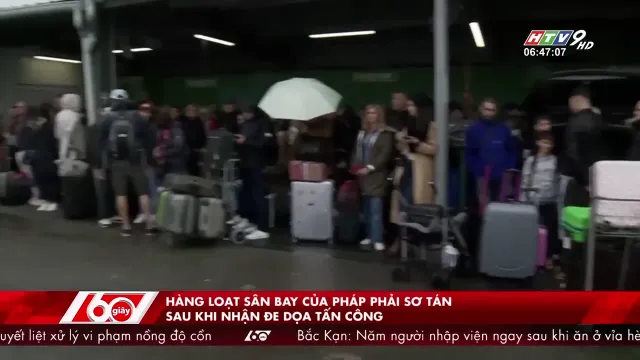 HTV9 HD
06:47:07
60 giây
HÀNG LOẠT SÂN BAY CỦA PHÁP PHẢI SƠ TÁN
SAU KHI NHẬN ĐE DỌA TẤN CÔNG
uyết liệt xử lý vi phạm nồng độ cồn
Bắc Kạn: Năm người nhập viện ngay sau khi ăn ở vỉa hè